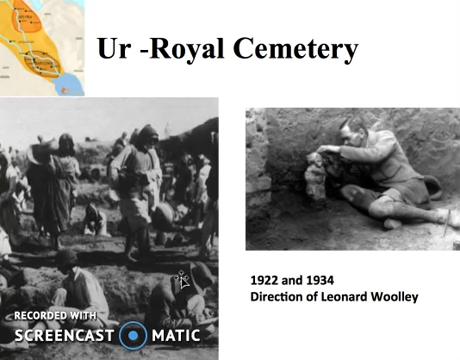 Ur -Royal Cemetery
1922 and 1934
Direction of Leonard Woolley
RECORDED WITH
SCREENCAST MATIC